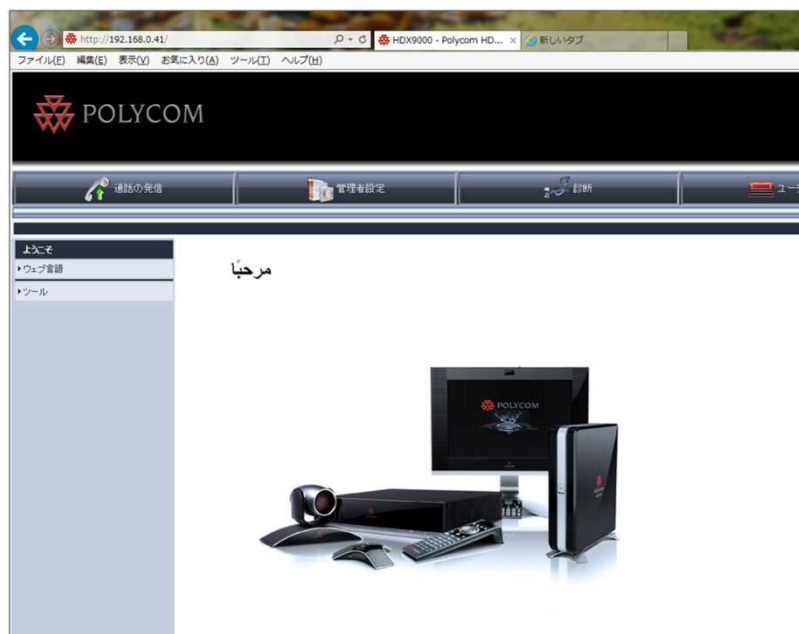 http://192.168.0.41/
HDX9000 - Polycom HD...
新しいタブ
ファイル(F) 編集(E) 表示(V) お気に入り(A) ツール(T) ヘルプ(H)
POLYCOM
通話の発信
管理者設定
診断
ユーテ
ようこそ
ウェブ言語
ツール
مرحبًا
POLYCOM